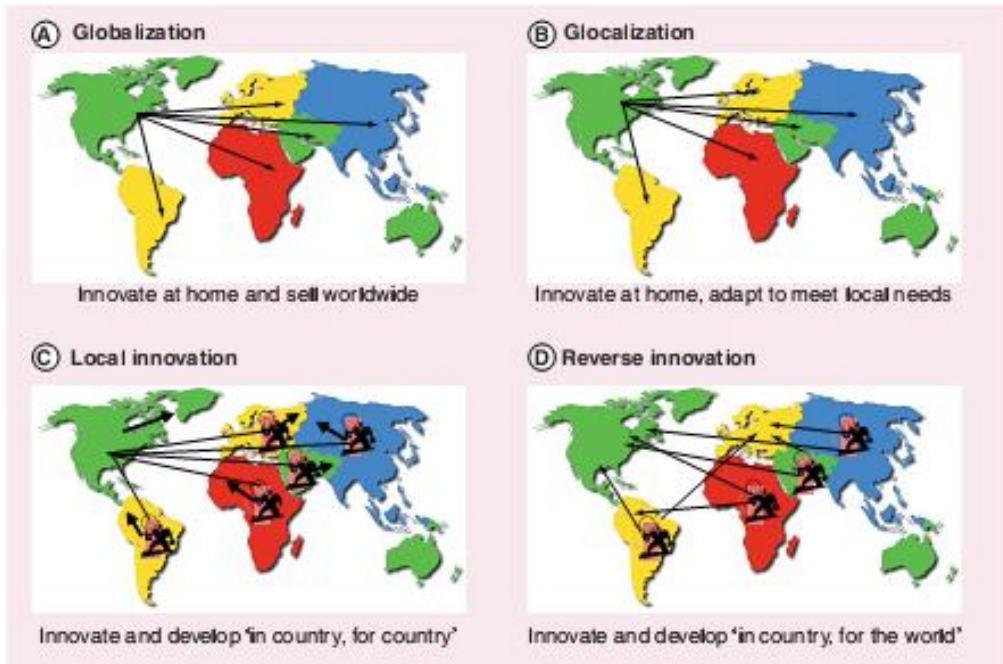 A Globalization
B Glocalization
Innovate at home and sell worldwide
Innovate at home, adapt to meet local needs
C Local innovation
D Reverse innovation
Innovate and develop ‘in country, for country’
Innovate and develop ‘in country, for the world’